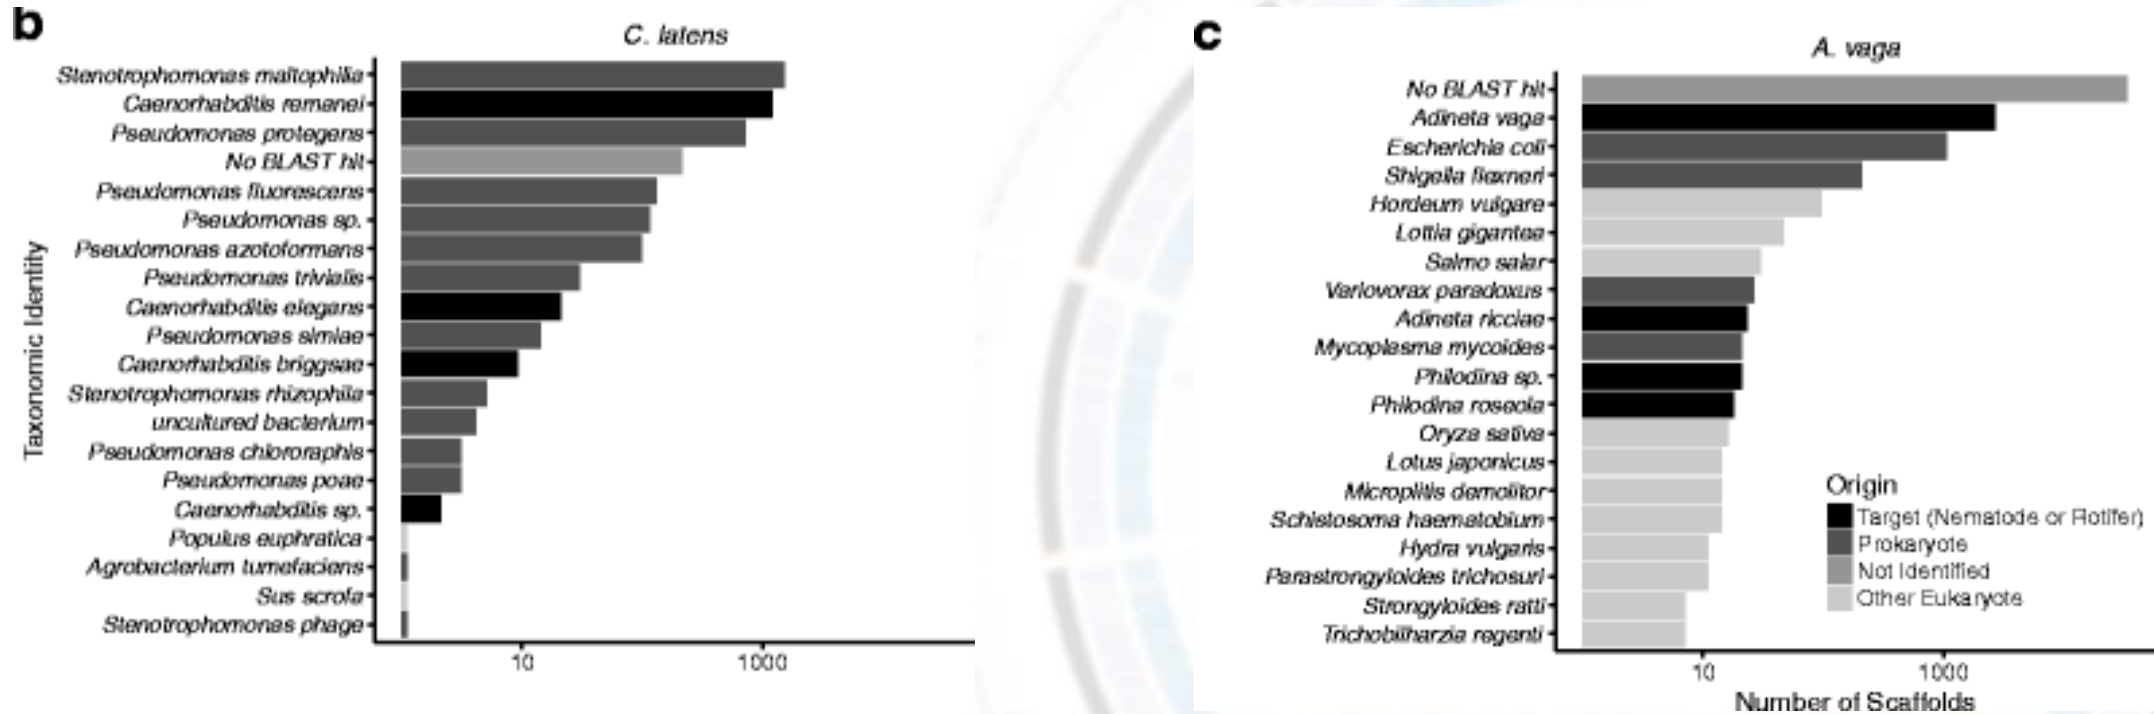 b
C. latens
Stenotrophomonas maltophilia
Caenorhabditis remanei
Pseudomonas protegens
No BLAST hit
Pseudomonas fluorescens
Pseudomonas sp.
Pseudomonas azotoformans
Pseudomonas trivialis
Caenorhabditis elegans
Pseudomonas simiae
Caenorhabditis briggsae
Stenotrophomonas rhizophila
uncultured bacterium
Pseudomonas chlororaphis
Pseudomonas poae
Caenorhabditis sp.
Populus euphratica
Agrobacterium tumefaciens
Sus scrofa
Stenotrophomonas phage
Taxonomic Identity
10 1000
c
A. vaga
No BLAST hit
Adineta vaga
Escherichia coli
Shigella flexneri
Hordeum vulgare
Lottia gigantea
Salmo salar
Variovorax paradoxus
Adineta ricciae
Mycoplasma mycoides
Philodina sp.
Philodina roseola
Oryza sativa
Lotus japonicus
Microplitis demolitor
Schistosoma haematobium
Hydra vulgaris
Parastrongyloides trichosuri
Strongyloides ratti
Trichobilharzia regenti
Origin
Target (Nematode or Rotifer)
Prokaryote
Not Identified
Other Eukaryote
10 1000
Number of Scaffolds